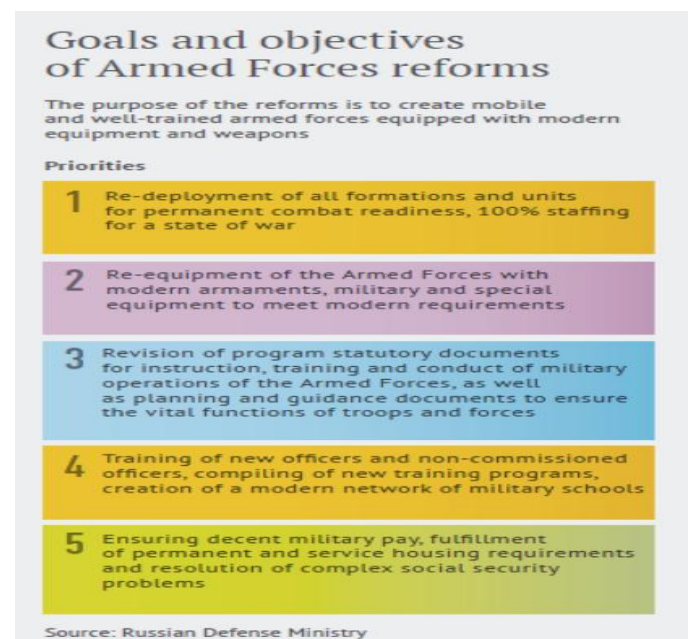 Goals and objectives
of Armed Forces reforms
The purpose of the reforms is to create mobile
and well-trained armed forces equipped with modern
equipment and weapons
Priorities
1 Re-deployment of all formations and units
for permanent combat readiness, 100% staffing
for a state of war
2 Re-equipment of the Armed Forces with
modern armaments, military and special
equipment to meet modern requirements
3 Revision of program statutory documents
for instruction, training and conduct of military
operations of the Armed Forces, as well
as planning and guidance documents to ensure
the vital functions of troops and forces
4 Training of new officers and non-commissioned
officers, compiling of new training programs,
creation of a modern network of military schools
5 Ensuring decent military pay, fulfillment
of permanent and service housing requirements
and resolution of complex social security
problems
Source: Russian Defense Ministry